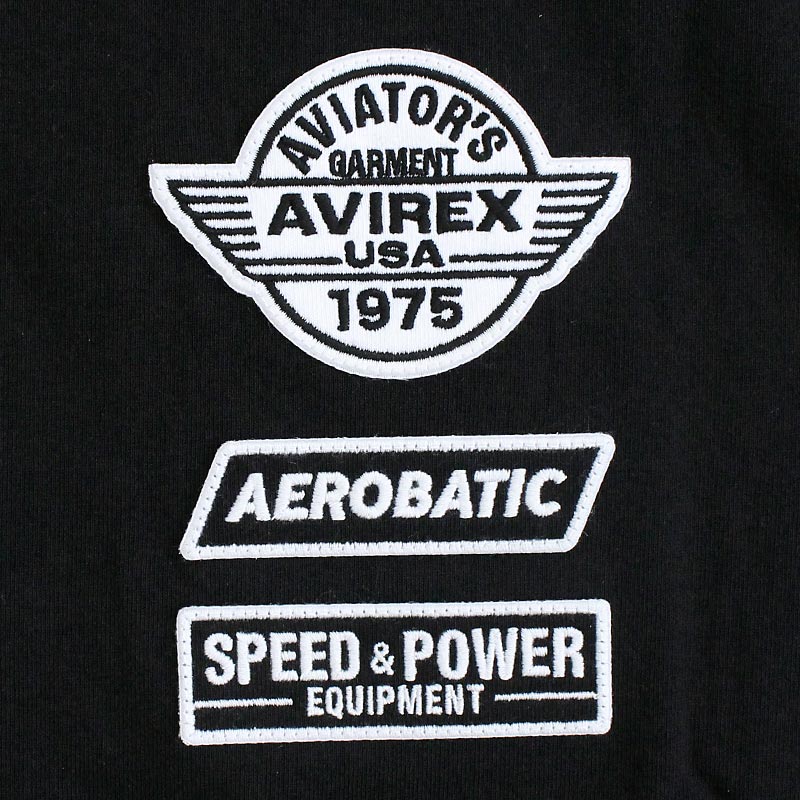 AVIATOR'S
GARMENT
AVIREX
USA
1975
AEROBATIC
SPEED & POWER
EQUIPMENT